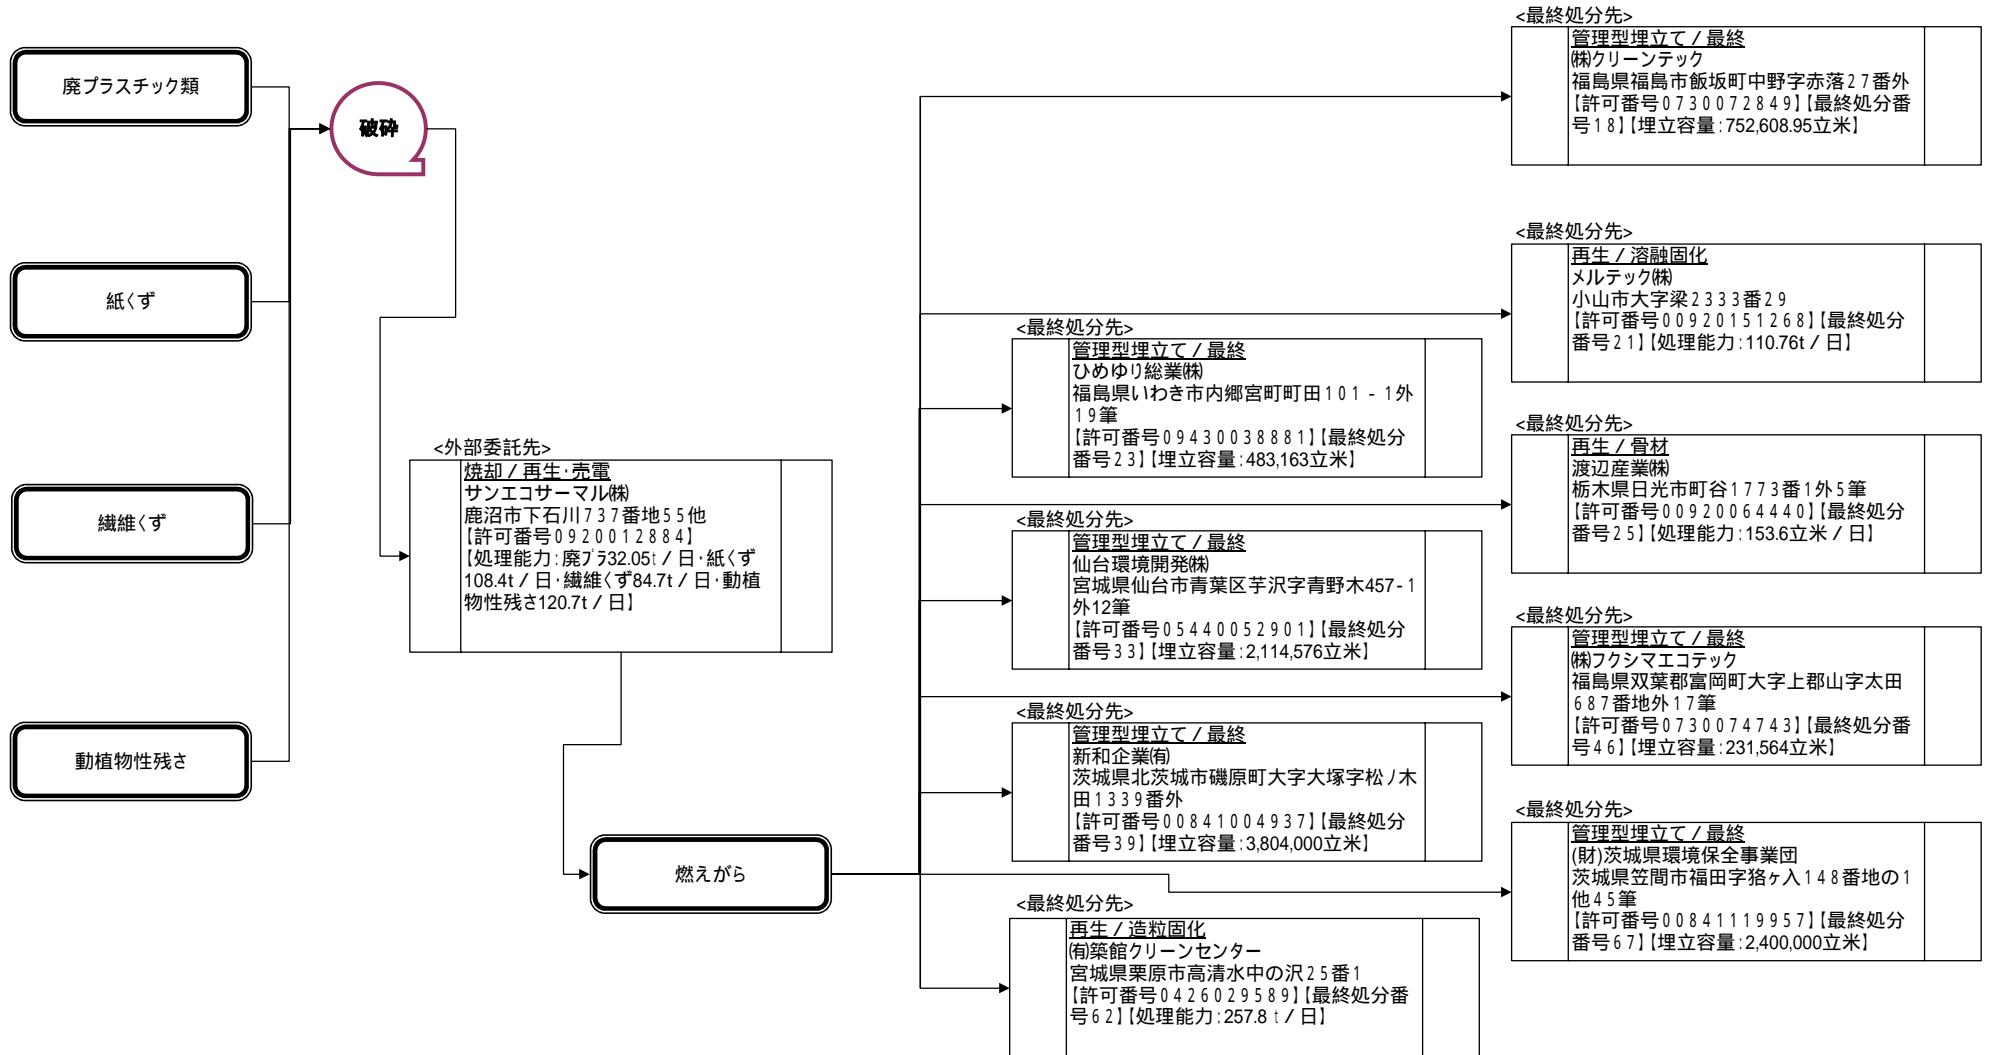 廃プラスチック類
紙くず
繊維くず
動植物性残さ
破砕
<外部委託先>
焼却／再生・売電
サンエコサーマル㈱
鹿沼市下石川737番地55他
【許可番号0920012884】
【処理能力:廃プラ32.05t／日・紙くず
108.4t／日・繊維くず84.7t／日・動植
物性残さ120.7t／日】
燃えがら
<最終処分先>
管理型埋立て／最終
ひめゆり総業㈱
福島県いわき市内郷宮町町田101-1外
19筆
【許可番号09430038881】【最終処分
番号23】【埋立容量:483,163立米】
<最終処分先>
管理型埋立て／最終
仙台環境開発㈱
宮城県仙台市青葉区芋沢字青野木457-1
外12筆
【許可番号05440052901】【最終処分
番号33】【埋立容量:2,114,576立米】
<最終処分先>
管理型埋立て／最終
新和企業㈲
茨城県北茨城市磯原町大字大塚字松ノ木
田1339番外
【許可番号00841004937】【最終処分
番号39】【埋立容量:3,804,000立米】
<最終処分先>
再生／造粒固化
㈲築館クリーンセンター
宮城県栗原市高清水中の沢25番1
【許可番号0426029589】【最終処分番
号62】【処理能力:257.8t／日】
<最終処分先>
管理型埋立て／最終
㈱クリーンテック
福島県福島市飯坂町中野字赤落27番外
【許可番号0730072849】【最終処分番
号18】【埋立容量:752,608.95立米】
<最終処分先>
再生／溶融固化
メルテック㈱
小山市大字梁2333番29
【許可番号00920151268】【最終処分
番号21】【処理能力:110.76t／日】
<最終処分先>
再生／骨材
渡辺産業㈱
栃木県日光市町谷1773番1外5筆
【許可番号00920064440】【最終処分
番号25】【処理能力:153.6立米／日】
<最終処分先>
管理型埋立て／最終
㈱フクシマエコテック
福島県双葉郡富岡町大字上郡山字太田
687番地外17筆
【許可番号0730074743】【最終処分番
号46】【埋立容量:231,564立米】
<最終処分先>
管理型埋立て／最終
(財)茨城県環境保全事業団
茨城県笠間市福田字猪ヶ入148番地の1
他45筆
【許可番号00841119957】【最終処分
番号67】【埋立容量:2,400,000立米】